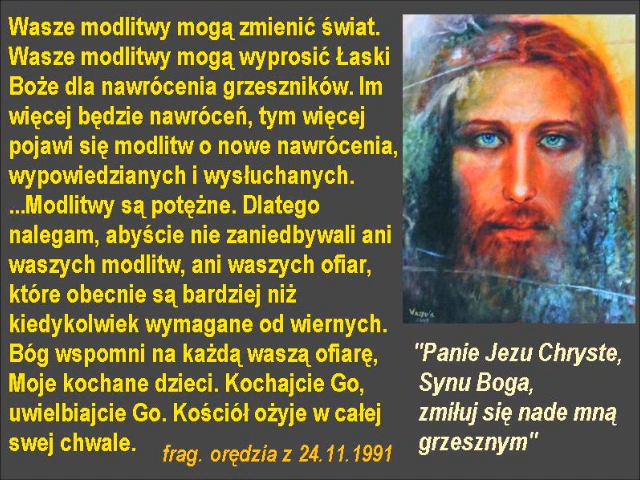 Wasze modlitwy mogą zmienić świat.
Wasze modlitwy mogą wyprosić Łaski
Boże dla nawrócenia grzeszników. Im
więcej będzie nawróceń, tym więcej
pojawi się modlitw o nowe nawrócenia,
wypowiedzianych i wysłuchanych.
...Modlitwy są potężne. Dlatego
nalegam, abyście nie zaniedbywali ani
waszych modlitw, ani waszych ofiar,
które obecnie są bardziej niż
kiedykolwiek wymagane od wiernych.
Bóg wspomni na każdą waszą ofiarę,
Moje kochane dzieci. Kochajcie Go,
uwielbiajcie Go. Kościół ożyje w całej
swej chwale.
frag. orędzia z 24.11.1991
"Panie Jezu Chryste,
Synu Boga,
zmiłuj się nade mną
grzesznym"